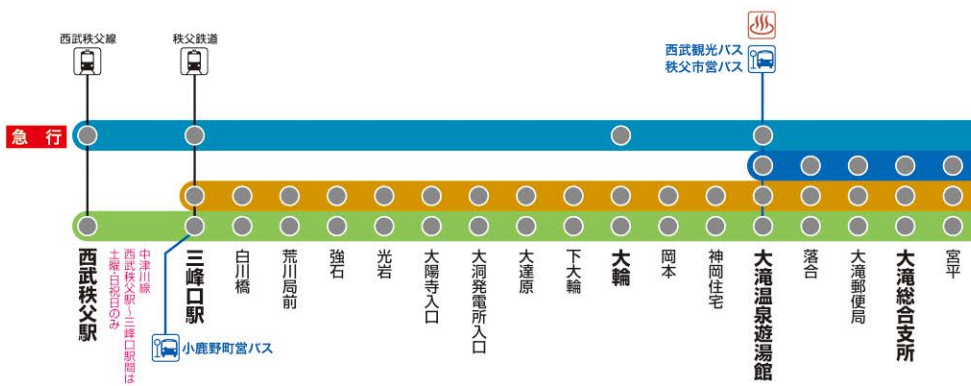 西武秩父線
秩父鉄道
西武観光バス
秩父市営バス
急 行
西武秩父駅
中津川線
西武秩父駅~三峰口駅間は
土曜・日祝日のみ
三峰口駅
小鹿野町営バス
白川橋
荒川局前
強石
光岩
大陽寺入口
大洞発電所入口
大達原
下大輪
大輪
岡本
神岡住宅
大滝温泉遊湯館
落合
大滝郵便局
大滝総合支所
宮平